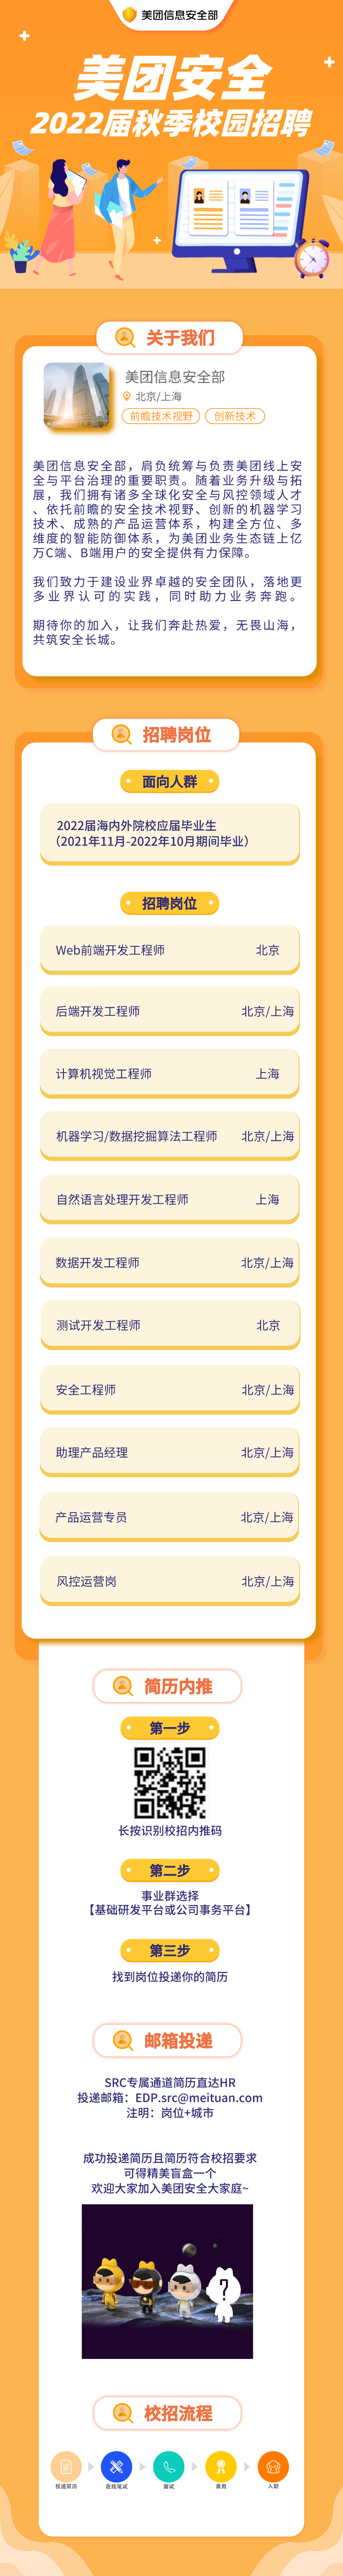 美团信息安全部
美团安全
2022届秋季校园招聘
关于我们
美团信息安全部
北京/上海
前瞻技术视野
创新技术
美团信息安全部，肩负统筹与负责美团线上安
全与平台治理的重要职责。随着业务升级与拓
展，我们拥有诸多全球化安全与风控领域人才
、依托前瞻的安全技术视野、创新的机器学习
技术、成熟的产品运营体系，构建全方位、多
维度的智能防御体系，为美团业务生态链上亿
万C端、B端用户的安全提供有力保障。
我们致力于建设业界卓越的安全团队，落地更
多业界认可的实践，同时助力业务奔跑。
期待你的加入，让我们奔赴热爱，无畏山海，
共筑安全长城。
招聘岗位
面向人群
2022届海内外院校应届毕业生
（2021年11月-2022年10月期间毕业）
招聘岗位
Web前端开发工程师 北京
后端开发工程师 北京/上海
计算机视觉工程师 上海
机器学习/数据挖掘算法工程师 北京/上海
自然语言处理开发工程师 上海
数据开发工程师 北京/上海
测试开发工程师 北京
安全工程师 北京/上海
助理产品经理 北京/上海
产品运营专员 北京/上海
风控运营岗 北京/上海
简历内推
第一步
长按识别校招内推码
第二步
事业群选择
【基础研发平台或公司事务平台】
第三步
找到岗位投递你的简历
邮箱投递
SRC专属通道简历直达HR
投递邮箱：EDP.src@meituan.com
注明：岗位+城市
成功投递简历且简历符合校招要求
可得精美盲盒一个
欢迎大家加入美团安全大家庭~
?
校招流程
投递简历 在线笔试 面试 录用 入职